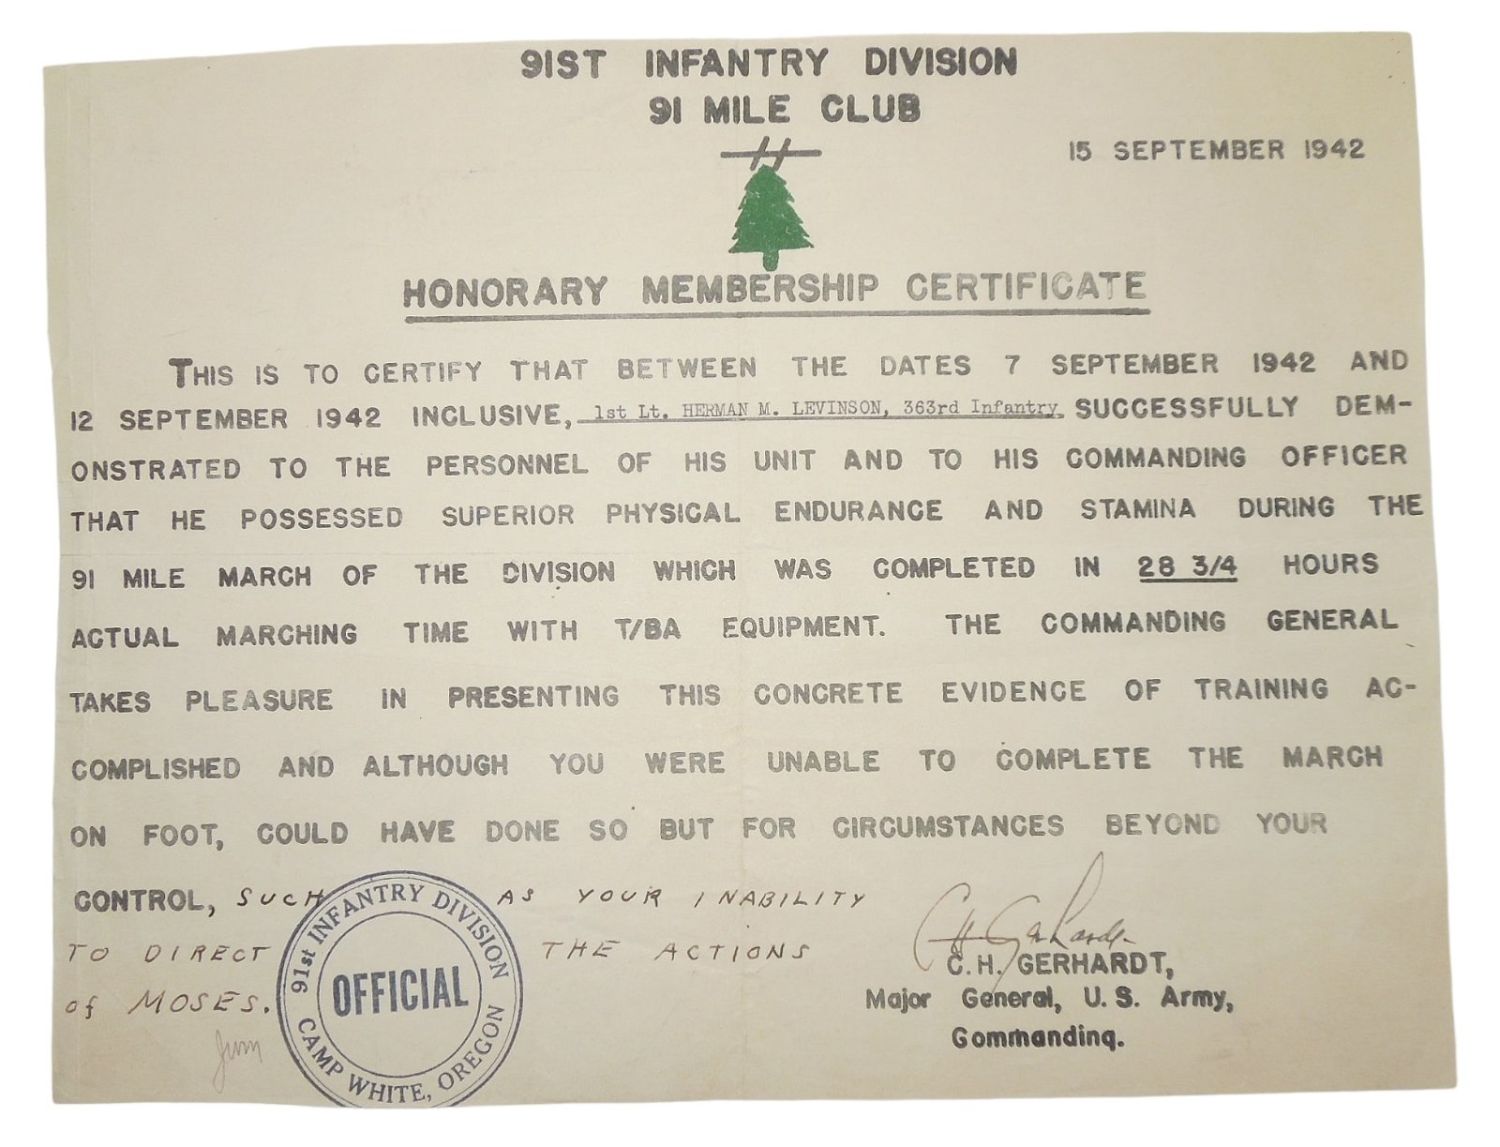 91ST INFANTRY DIVISION
91 MILE CLUB
15 SEPTEMBER 1942
HONORARY MEMBERSHIP CERTIFICATE
THIS IS TO CERTIFY THAT BETWEEN THE DATES 7 SEPTEMBER 1942 AND
12 SEPTEMBER 1942 INCLUSIVE, 1st Lt. HERMAN M. LEVINSON, 363rd Infantry, SUCCESSFULLY DEM-
ONSTRATED TO THE PERSONNEL OF HIS UNIT AND TO HIS COMMANDING OFFICER
THAT HE POSSESSED SUPERIOR PHYSICAL ENDURANCE AND STAMINA DURING THE
91 MILE MARCH OF THE DIVISION WHICH WAS COMPLETED IN 28 3/4 HOURS
ACTUAL MARCHING TIME WITH T/BA EQUIPMENT. THE COMMANDING GENERAL
TAKES PLEASURE IN PRESENTING THIS CONCRETE EVIDENCE OF TRAINING AC-
COMPLISHED AND ALTHOUGH YOU WERE UNABLE TO COMPLETE THE MARCH
ON FOOT, COULD HAVE DONE SO BUT FOR CIRCUMSTANCES BEYOND YOUR
CONTROL, SUCH AS YOUR INABILITY
TO DIRECT THE ACTIONS
of MOSES.
91st INFANTRY DIVISION
OFFICIAL
CAMP WHITE, OREGON
C H Gerhardt
C. H. GERHARDT,
Major General, U. S. Army,
Commanding.